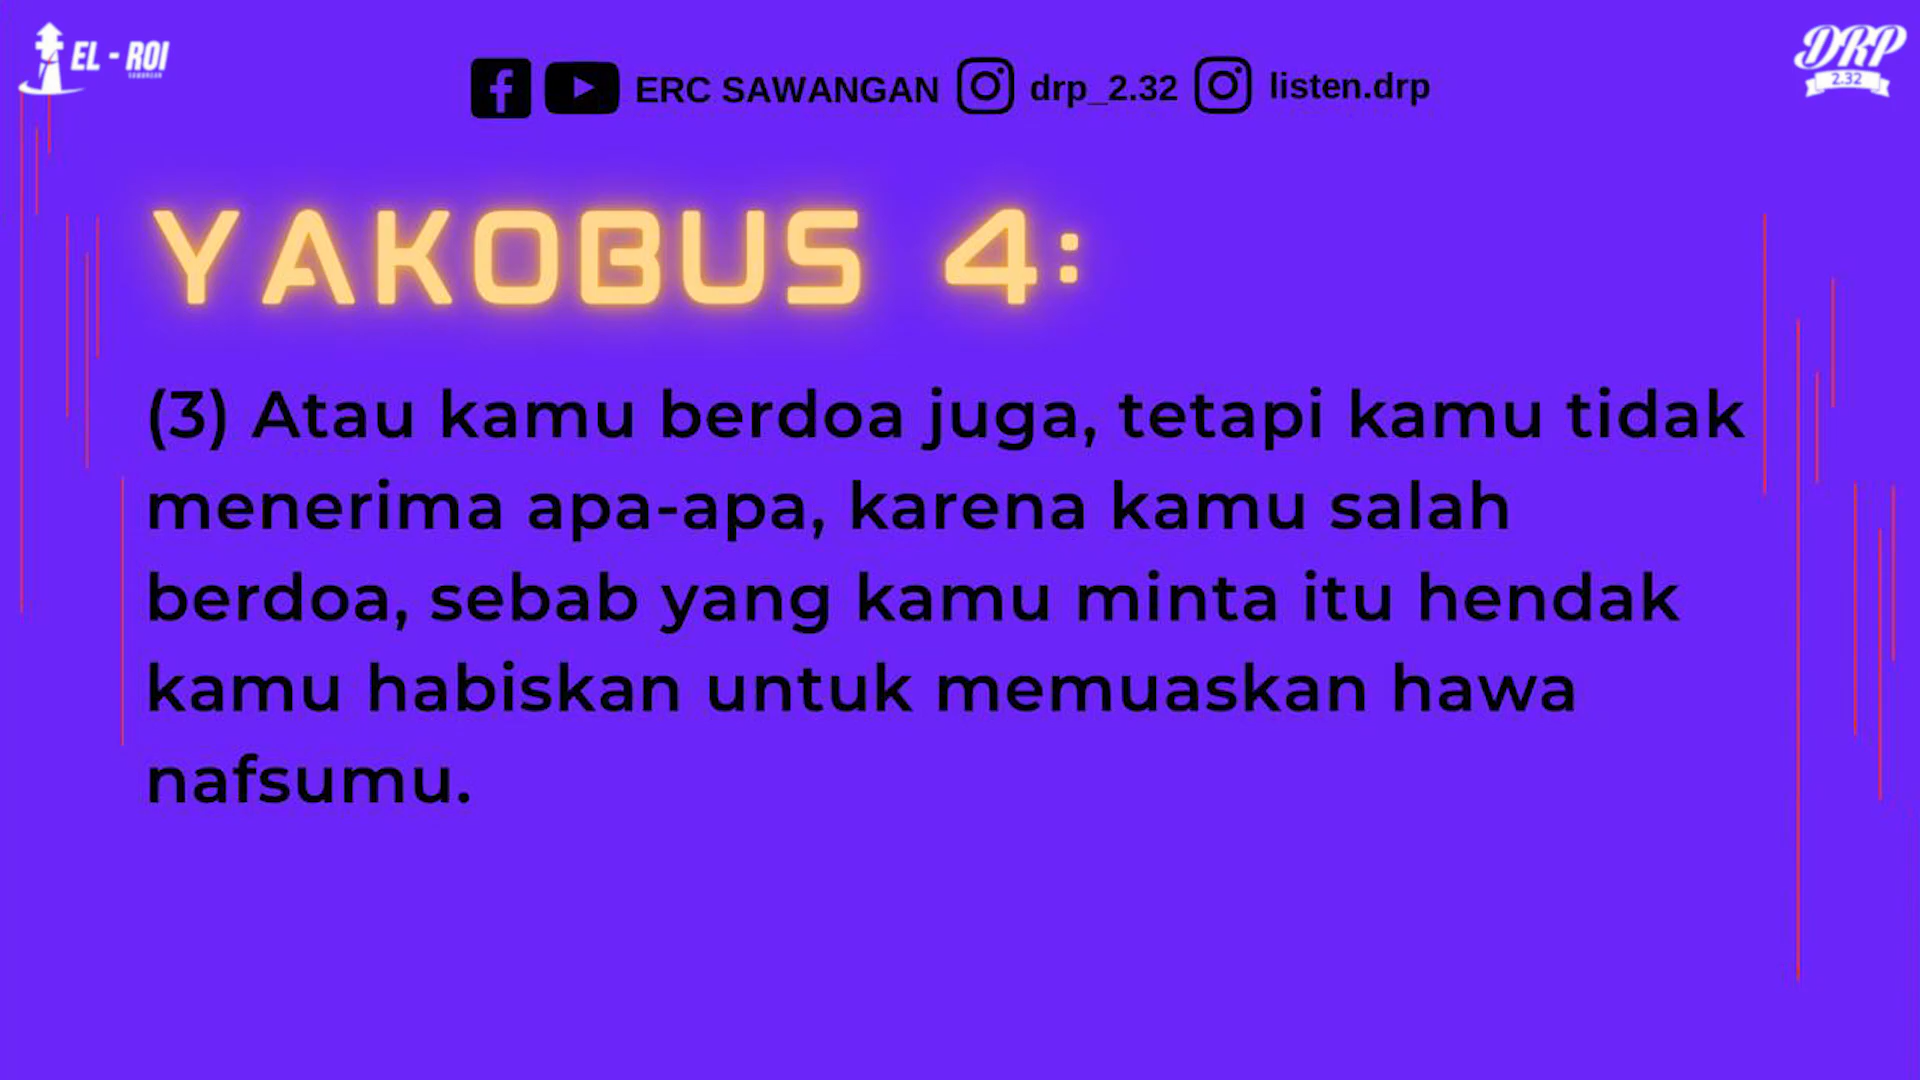 EL - ROI
SAWANGAN
ERC SAWANGAN drp_2.32 listen.drp
DRP
2.32
YAKOBUS 4:
(3) Atau kamu berdoa juga, tetapi kamu tidak
menerima apa-apa, karena kamu salah
berdoa, sebab yang kamu minta itu hendak
kamu habiskan untuk memuaskan hawa
nafsumu.